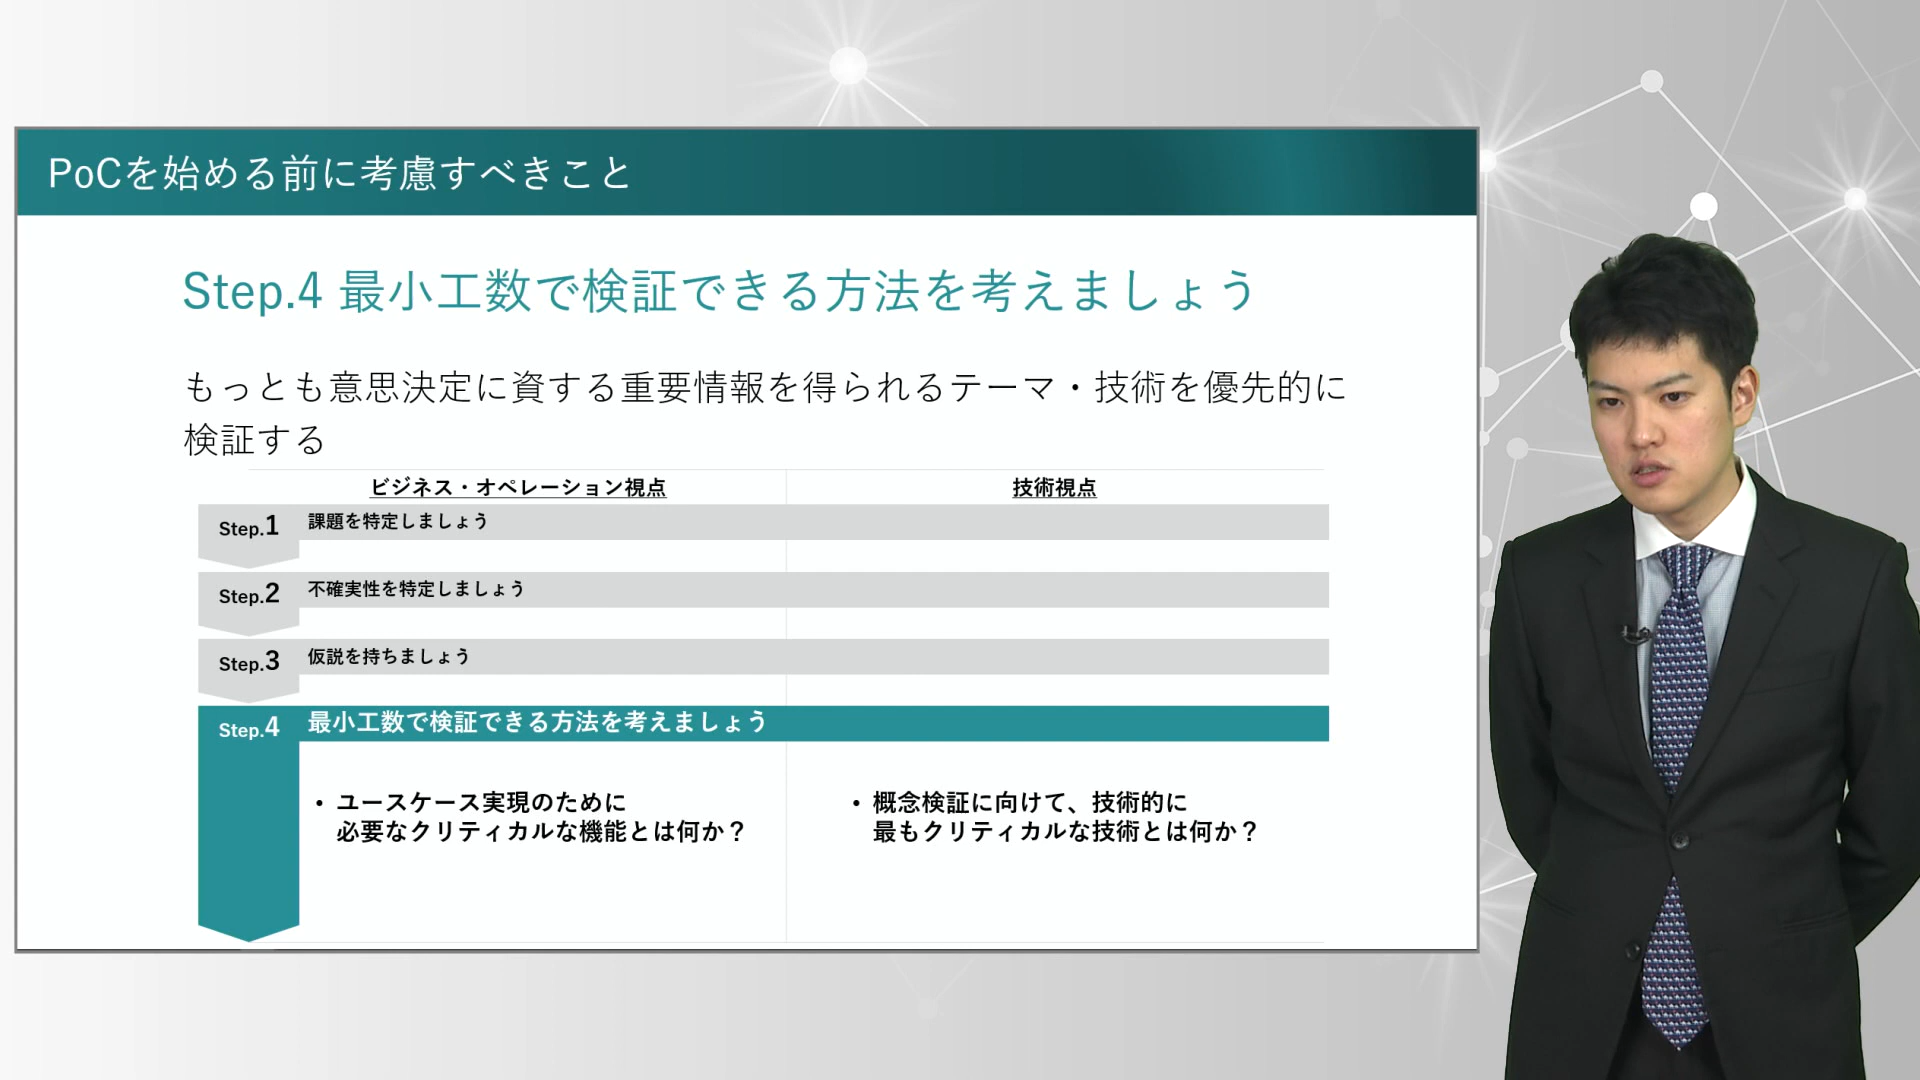 PoCを始める前に考慮すべきこと
Step.4 最小工数で検証できる方法を考えましょう
もっとも意思決定に資する重要情報を得られるテーマ・技術を優先的に
検証する
ビジネス・オペレーション視点
技術視点
Step.1 課題を特定しましょう
Step.2 不確実性を特定しましょう
Step.3 仮説を持ちましょう
Step.4 最小工数で検証できる方法を考えましょう
• ユースケース実現のために
必要なクリティカルな機能とは何か？
• 概念検証に向けて、技術的に
最もクリティカルな技術とは何か？